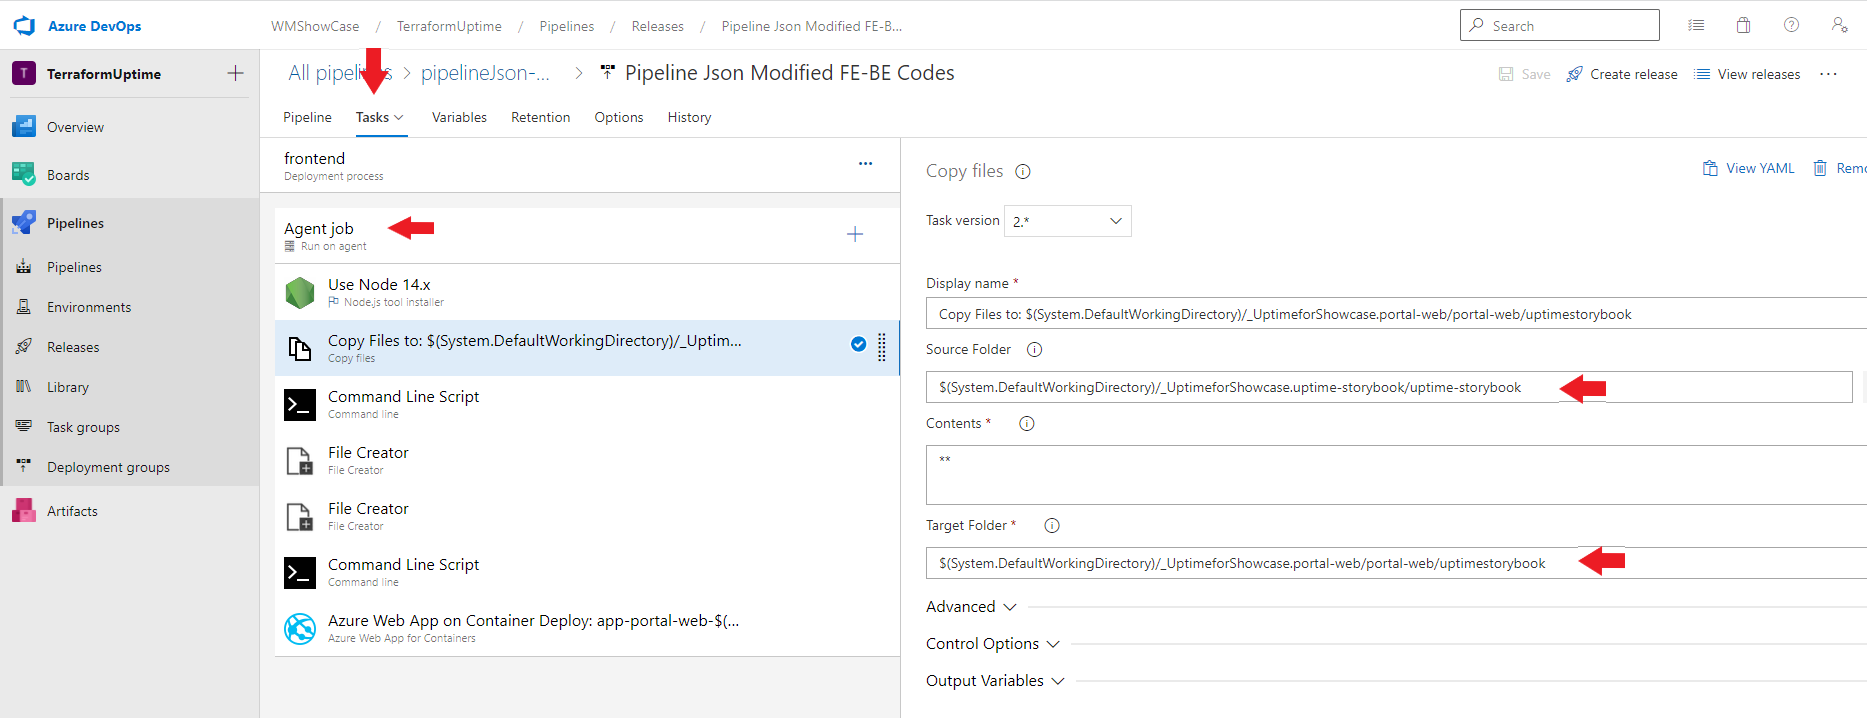 Azure DevOps
WMShowCase / TerraformUptime / Pipelines / Releases / Pipeline Json Modified FE-B...
Search
T TerraformUptime +
Overview
Boards
Pipelines
Pipelines
Environments
Releases
Library
Task groups
Deployment groups
Artifacts
All pipelines > pipelineJson-... > Pipeline Json Modified FE-BE Codes
Save Create release View releases ...
Pipeline Tasks Variables Retention Options History
frontend
Deployment process
...
Agent job
Run on agent
+
Use Node 14.x
Node.js tool installer
Copy Files to: $(System.DefaultWorkingDirectory)/_Uptim...
Copy files
Command Line Script
Command line
File Creator
File Creator
File Creator
File Creator
Command Line Script
Command line
Azure Web App on Container Deploy: app-portal-web-$(...
Azure Web App for Containers
Copy files
View YAML Remo
Task version 2.*
Display name *
Copy Files to: $(System.DefaultWorkingDirectory)/_UptimeforShowcase.portal-web/portal-web/uptimestorybook
Source Folder
$(System.DefaultWorkingDirectory)/_UptimeforShowcase.uptime-storybook/uptime-storybook
Contents *
**
Target Folder *
$(System.DefaultWorkingDirectory)/_UptimeforShowcase.portal-web/portal-web/uptimestorybook
Advanced
Control Options
Output Variables